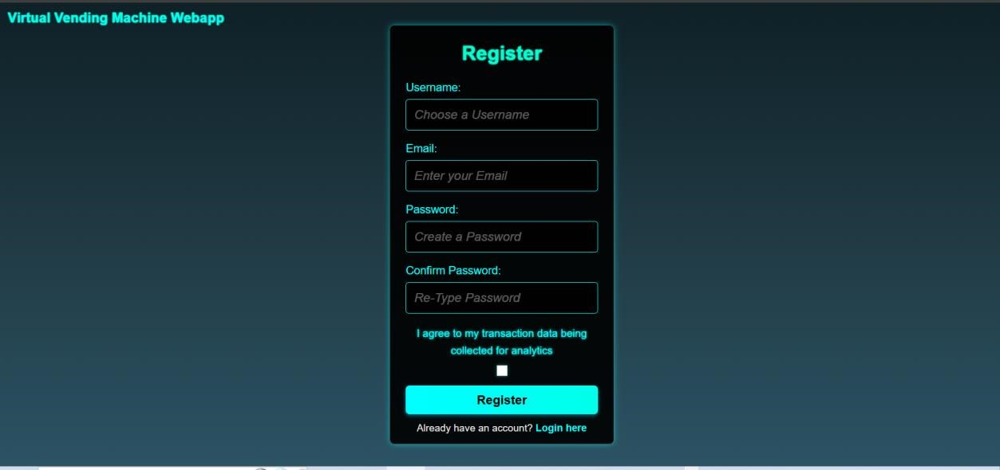 Virtual Vending Machine Webapp
Register
Username:
Choose a Username
Email:
Enter your Email
Password:
Create a Password
Confirm Password:
Re-Type Password
I agree to my transaction data being
collected for analytics
Register
Already have an account? Login here